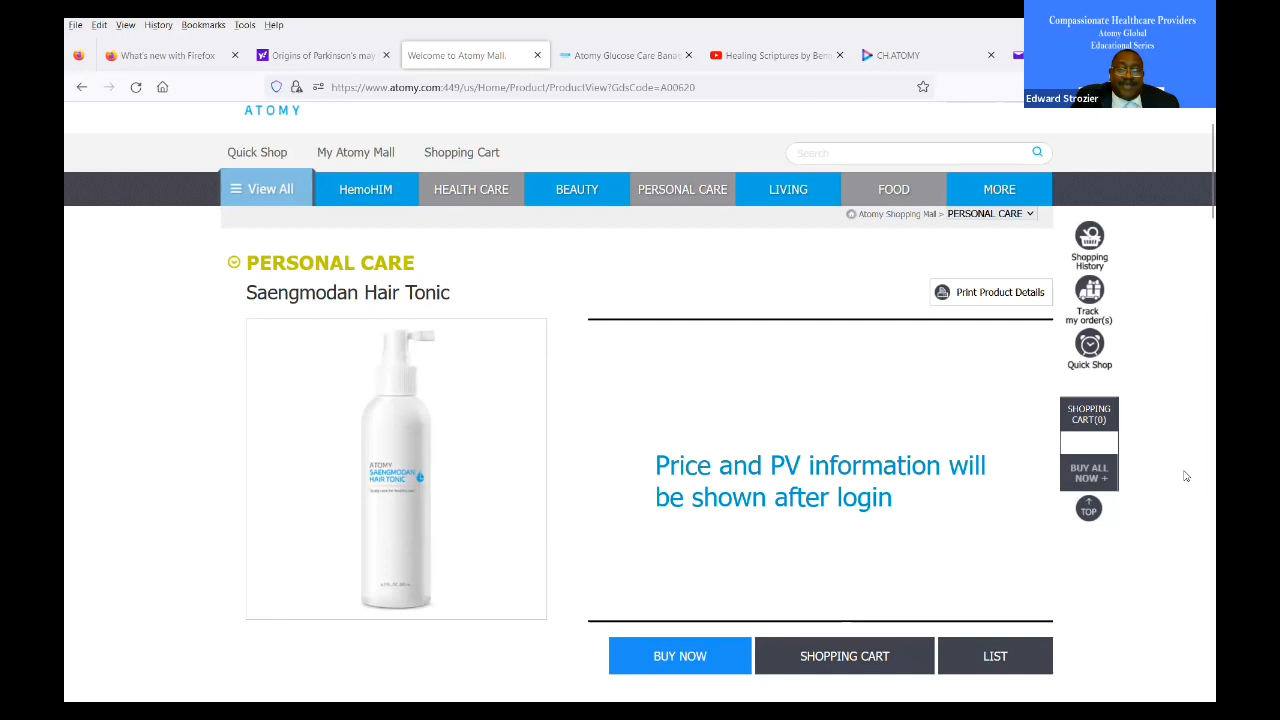 File Edit View History Bookmarks Tools Help
What's new with Firefox
Origins of Parkinson's may
Welcome to Atomy Mall.
Atomy Glucose Care Banas
Healing Scriptures by Benn
CH.ATOMY
https://www.atomy.com:449/us/Home/Product/ProductView?GdsCode=A00620
Compassionate Healthcare Providers
Atomy Global
Educational Series
Edward Strozier
ATOMY
Quick Shop My Atomy Mall Shopping Cart
Search
View All HemoHIM HEALTH CARE BEAUTY PERSONAL CARE LIVING FOOD MORE
Atomy Shopping Mall > PERSONAL CARE
PERSONAL CARE
Saengmodan Hair Tonic
Print Product Details
Shopping
History
Track
my order(s)
Quick Shop
SHOPPING
CART(0)
BUY ALL
NOW +
TOP
ATOMY
SAENGMODAN
HAIR TONIC
Price and PV information will
be shown after login
BUY NOW SHOPPING CART LIST